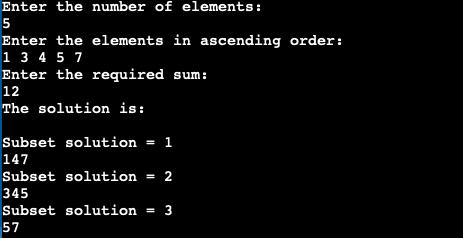 Enter the number of elements:
5
Enter the elements in ascending order:
1 3 4 5 7
Enter the required sum:
12
The solution is:
Subset solution = 1
147
Subset solution = 2
345
Subset solution = 3
57